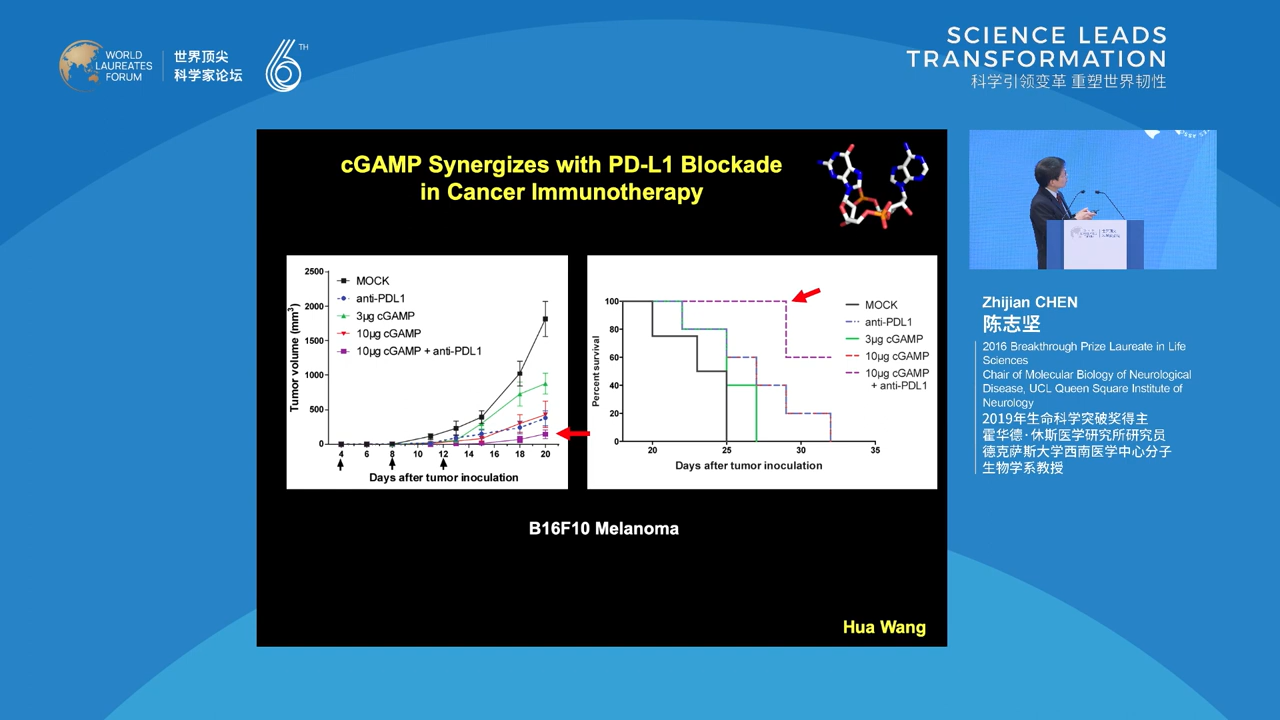 WORLD
LAUREATES
FORUM
世界顶尖
科学家论坛
6TH
SCIENCE LEADS
TRANSFORMATION
科学引领变革 重塑世界韧性
cGAMP Synergizes with PD-L1 Blockade
in Cancer Immunotherapy
2500
2000
1500
1000
500
0
Tumor volume (mm3)
MOCK
anti-PDL1
3µg cGAMP
10µg cGAMP
10µg cGAMP + anti-PDL1
4 6 8 10 12 14 16 18 20
Days after tumor inoculation
100
80
60
40
20
0
Percent survival
MOCK
anti-PDL1
3µg cGAMP
10µg cGAMP
10µg cGAMP
+ anti-PDL1
20 25 30 35
Days after tumor inoculation
B16F10 Melanoma
Hua Wang
Zhijian CHEN
陈志坚
2016 Breakthrough Prize Laureate in Life
Sciences
Chair of Molecular Biology of Neurological
Disease, UCL Queen Square Institute of
Neurology
2019年生命科学突破奖得主
霍华德·休斯医学研究所研究员
德克萨斯大学西南医学中心分子
生物学系教授